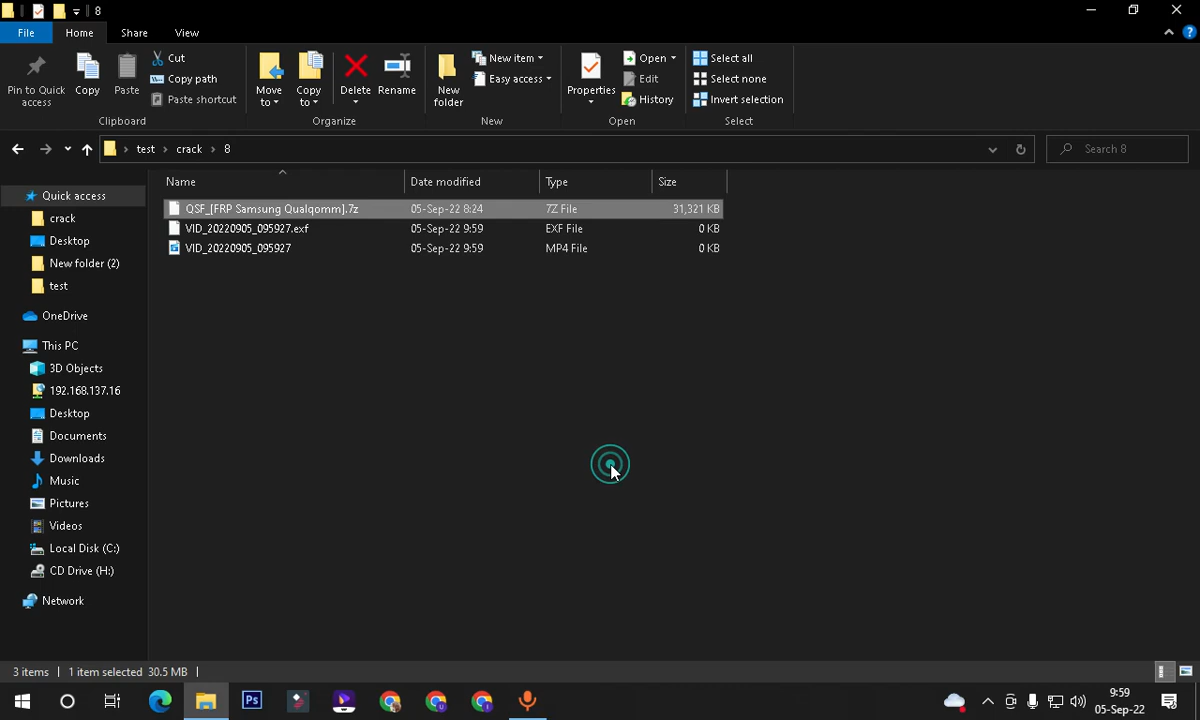 8
File Home Share View
Pin to Quick access
Copy
Paste
Cut
Copy path
Paste shortcut
Clipboard
Move to
Copy to
Delete
Rename
Organize
New folder
New item
Easy access
New
Properties
Open
Edit
History
Open
Select all
Select none
Invert selection
Select
test › crack › 8
Search 8
Name Date modified Type Size
QSF_[FRP Samsung Qualqomm].7z 05-Sep-22 8:24 7Z File 31,321 KB
VID_20220905_095927.exf 05-Sep-22 9:59 EXF File 0 KB
VID_20220905_095927 05-Sep-22 9:59 MP4 File 0 KB
Quick access
crack
Desktop
New folder (2)
test
OneDrive
This PC
3D Objects
192.168.137.16
Desktop
Documents
Downloads
Music
Pictures
Videos
Local Disk (C:)
CD Drive (H:)
Network
3 items 1 item selected 30.5 MB
Ps
9:59
05-Sep-22